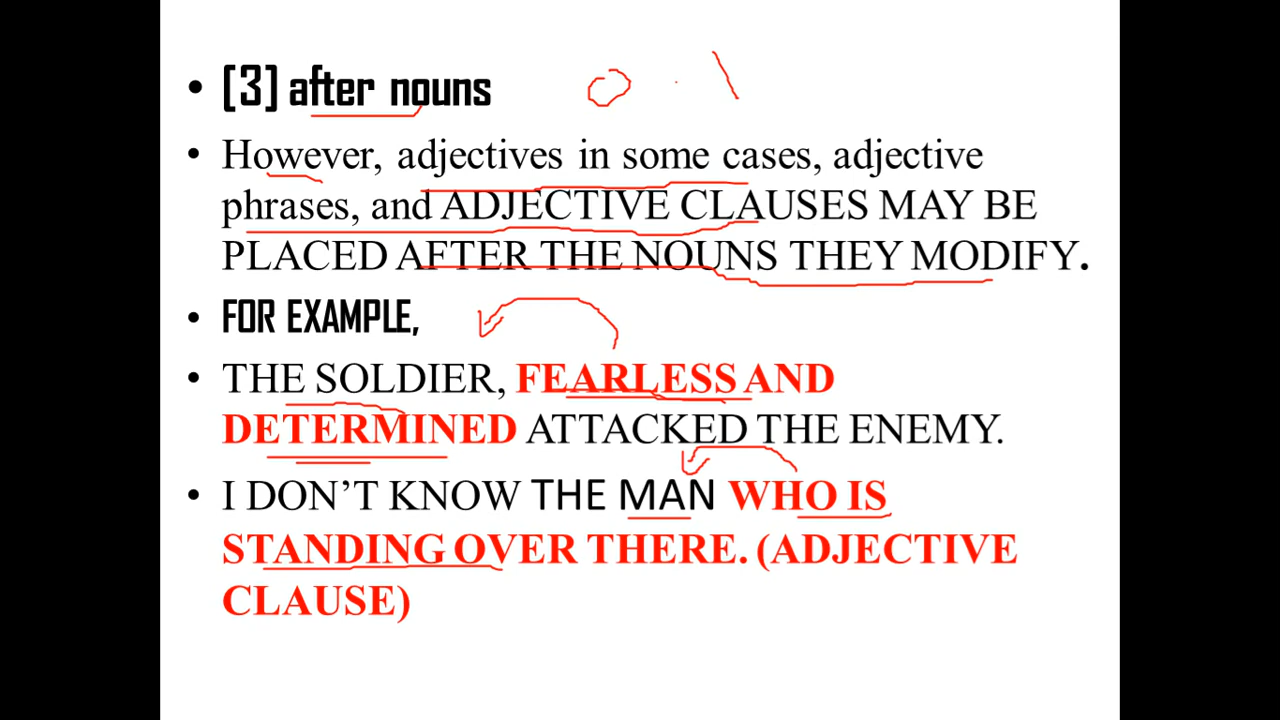 • [3] after nouns
• However, adjectives in some cases, adjective
phrases, and ADJECTIVE CLAUSES MAY BE
PLACED AFTER THE NOUNS THEY MODIFY.
• FOR EXAMPLE,
• THE SOLDIER, FEARLESS AND
DETERMINED ATTACKED THE ENEMY.
• I DON’T KNOW THE MAN WHO IS
STANDING OVER THERE. (ADJECTIVE
CLAUSE)